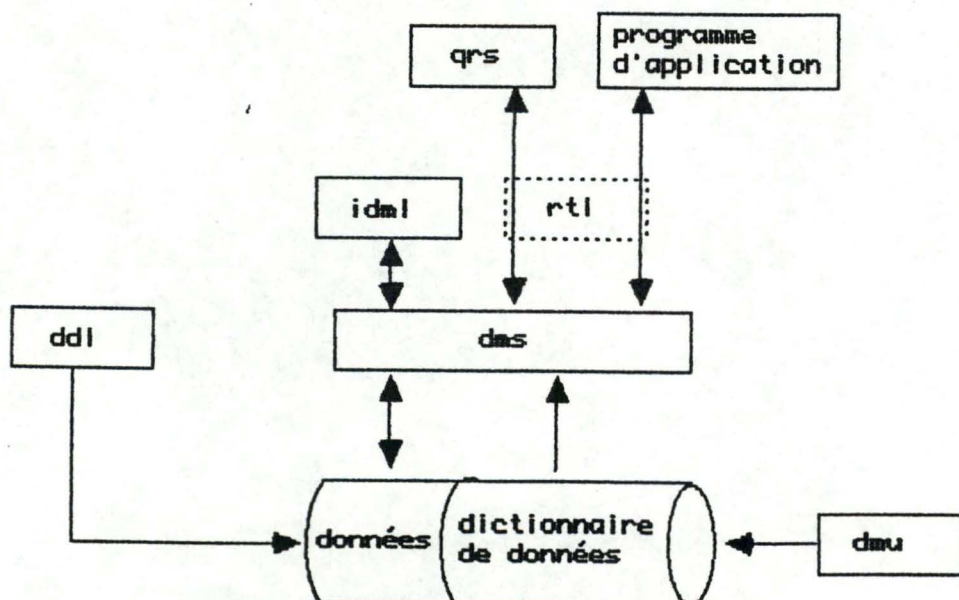 qrs
programme
d'application
idml
rtl
ddl
dms
données
dictionnaire
de données
dmu